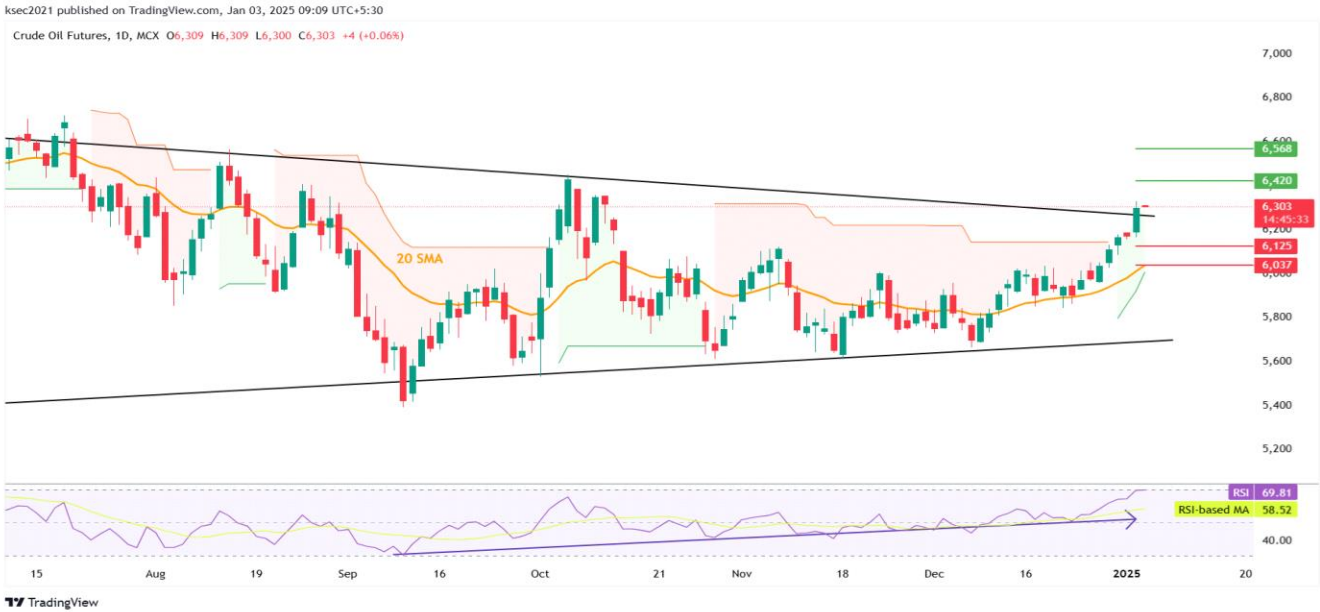 ksec2021 published on TradingView.com, Jan 03, 2025 09:09 UTC+5:30
Crude Oil Futures, 1D, MCX O6,309 H6,309 L6,300 C6,303 +4 (+0.06%)
7,000
6,800
6,600
6,568
6,420
6,303
14:45:33
6,200
6,125
6,037
6,000
20 SMA
5,800
5,600
5,400
5,200
RSI 69.81
RSI-based MA 58.52
40.00
15 Aug 19 Sep 16 Oct 21 Nov 18 Dec 16 2025 20
TradingView